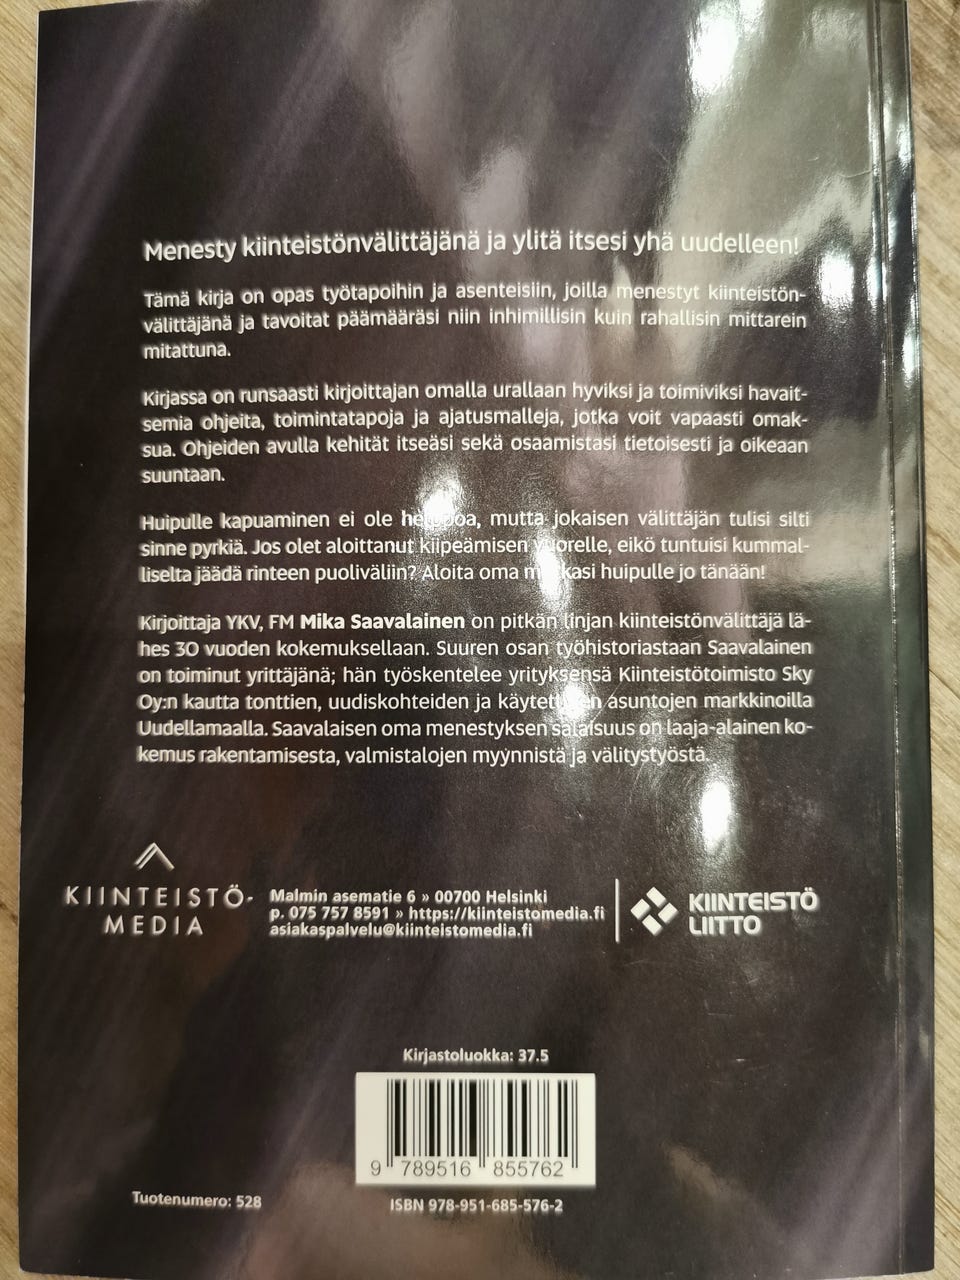 Menesty kiinteistönvälittäjänä ja ylitä itsesi yhä uudelleen!
Tämä kirja on opas työtapoihin ja asenteisiin, joilla menestyt kiinteistön-
välittäjänä ja tavoitat päämääräsi niin inhimillisin kuin rahallisin mittarein
mitattuna.
Kirjassa on runsaasti kirjoittajan omalla urallaan hyviksi ja toimiviksi havait-
semia ohjeita, toimintatapoja ja ajatusmalleja, jotka voit vapaasti omak-
sua. Ohjeiden avulla kehität itseäsi sekä osaamistasi tietoisesti ja oikeaan
suuntaan.
Huipulle kapuaminen ei ole helppoa, mutta jokaisen välittäjän tulisi silti
sinne pyrkiä. Jos olet aloittanut kiipeämisen vuorelle, eikö tuntuisi kummal-
liselta jäädä rinteen puoliväliin? Aloita oma matkasi huipulle jo tänään!
Kirjoittaja YKV, FM Mika Saavalainen on pitkän linjan kiinteistönvälittäjä lä-
hes 30 vuoden kokemuksellaan. Suuren osan työhistoriastaan Saavalainen
on toiminut yrittäjänä; hän työskentelee yrityksensä Kiinteistötoimisto Sky
Oy:n kautta tonttien, uudiskohteiden ja käytettyjen asuntojen markkinoilla
Uudellamaalla. Saavalaisen oma menestyksen salaisuus on laaja-alainen ko-
kemus rakentamisesta, valmistalojen myynnistä ja välitystyöstä.
KIINTEISTÖ-
MEDIA
Malmin asematie 6 » 00700 Helsinki
p. 075 757 8591 » https://kiinteistomedia.fi
asiakaspalvelu@kiinteistomedia.fi
KIINTEISTÖ
LIITTO
Kirjastoluokka: 37.5
9 789516 855762
Tuotenumero: 528
ISBN 978-951-685-576-2